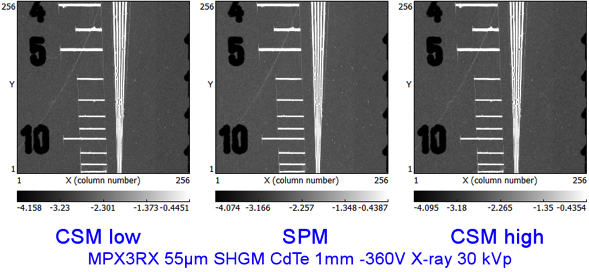 256 4 256 4 256 4
5 5 5
Y Y Y
10 10 10
1 1 1
1 256 1 256 1 256
X (column number) X (column number) X (column number)
-4.158 -3.23 -2.301 -1.373 -0.4451 -4.074 -3.166 -2.257 -1.348 -0.4387 -4.095 -3.18 -2.265 -1.35 -0.4354
CSM low SPM CSM high
MPX3RX 55µm SHGM CdTe 1mm -360V X-ray 30 kVp